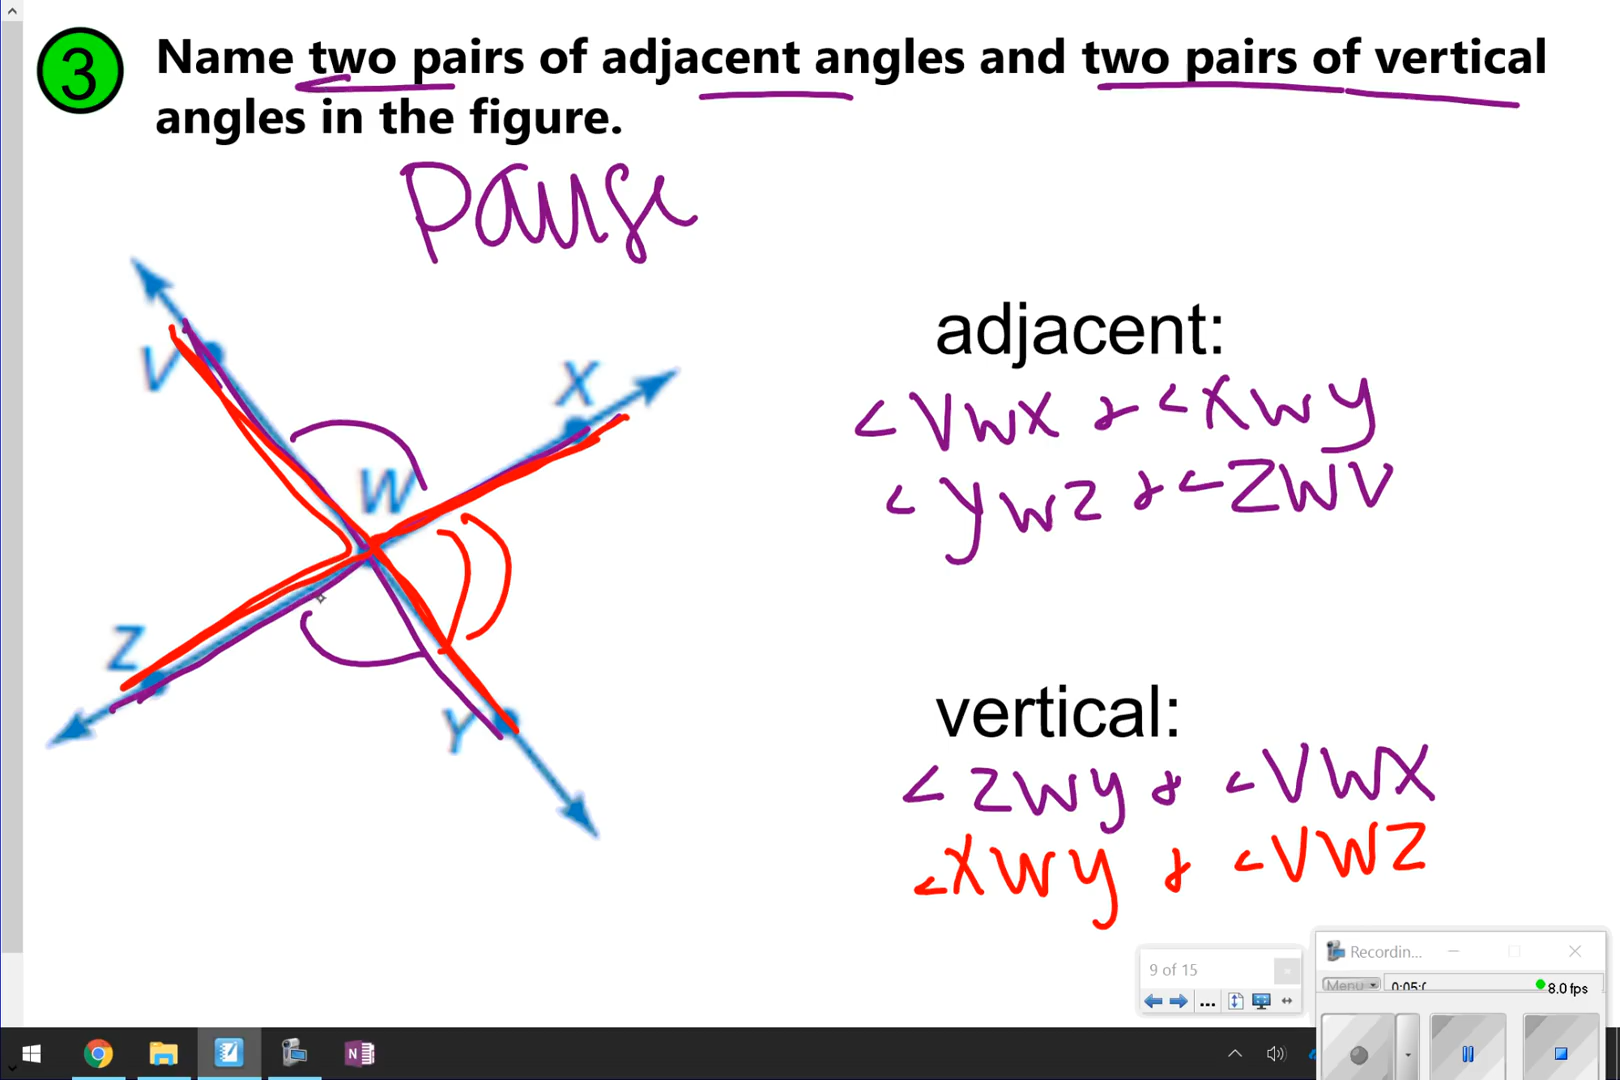 3 Name two pairs of adjacent angles and two pairs of vertical
angles in the figure.
Pause
V
X
W
Z
Y
adjacent:
∠VWX & ∠XWY
∠YWZ & ∠ZWV
vertical:
∠ZWY & ∠VWX
∠XWY & ∠VWZ
9 of 15
Recordin...
Menu
8.0 fps